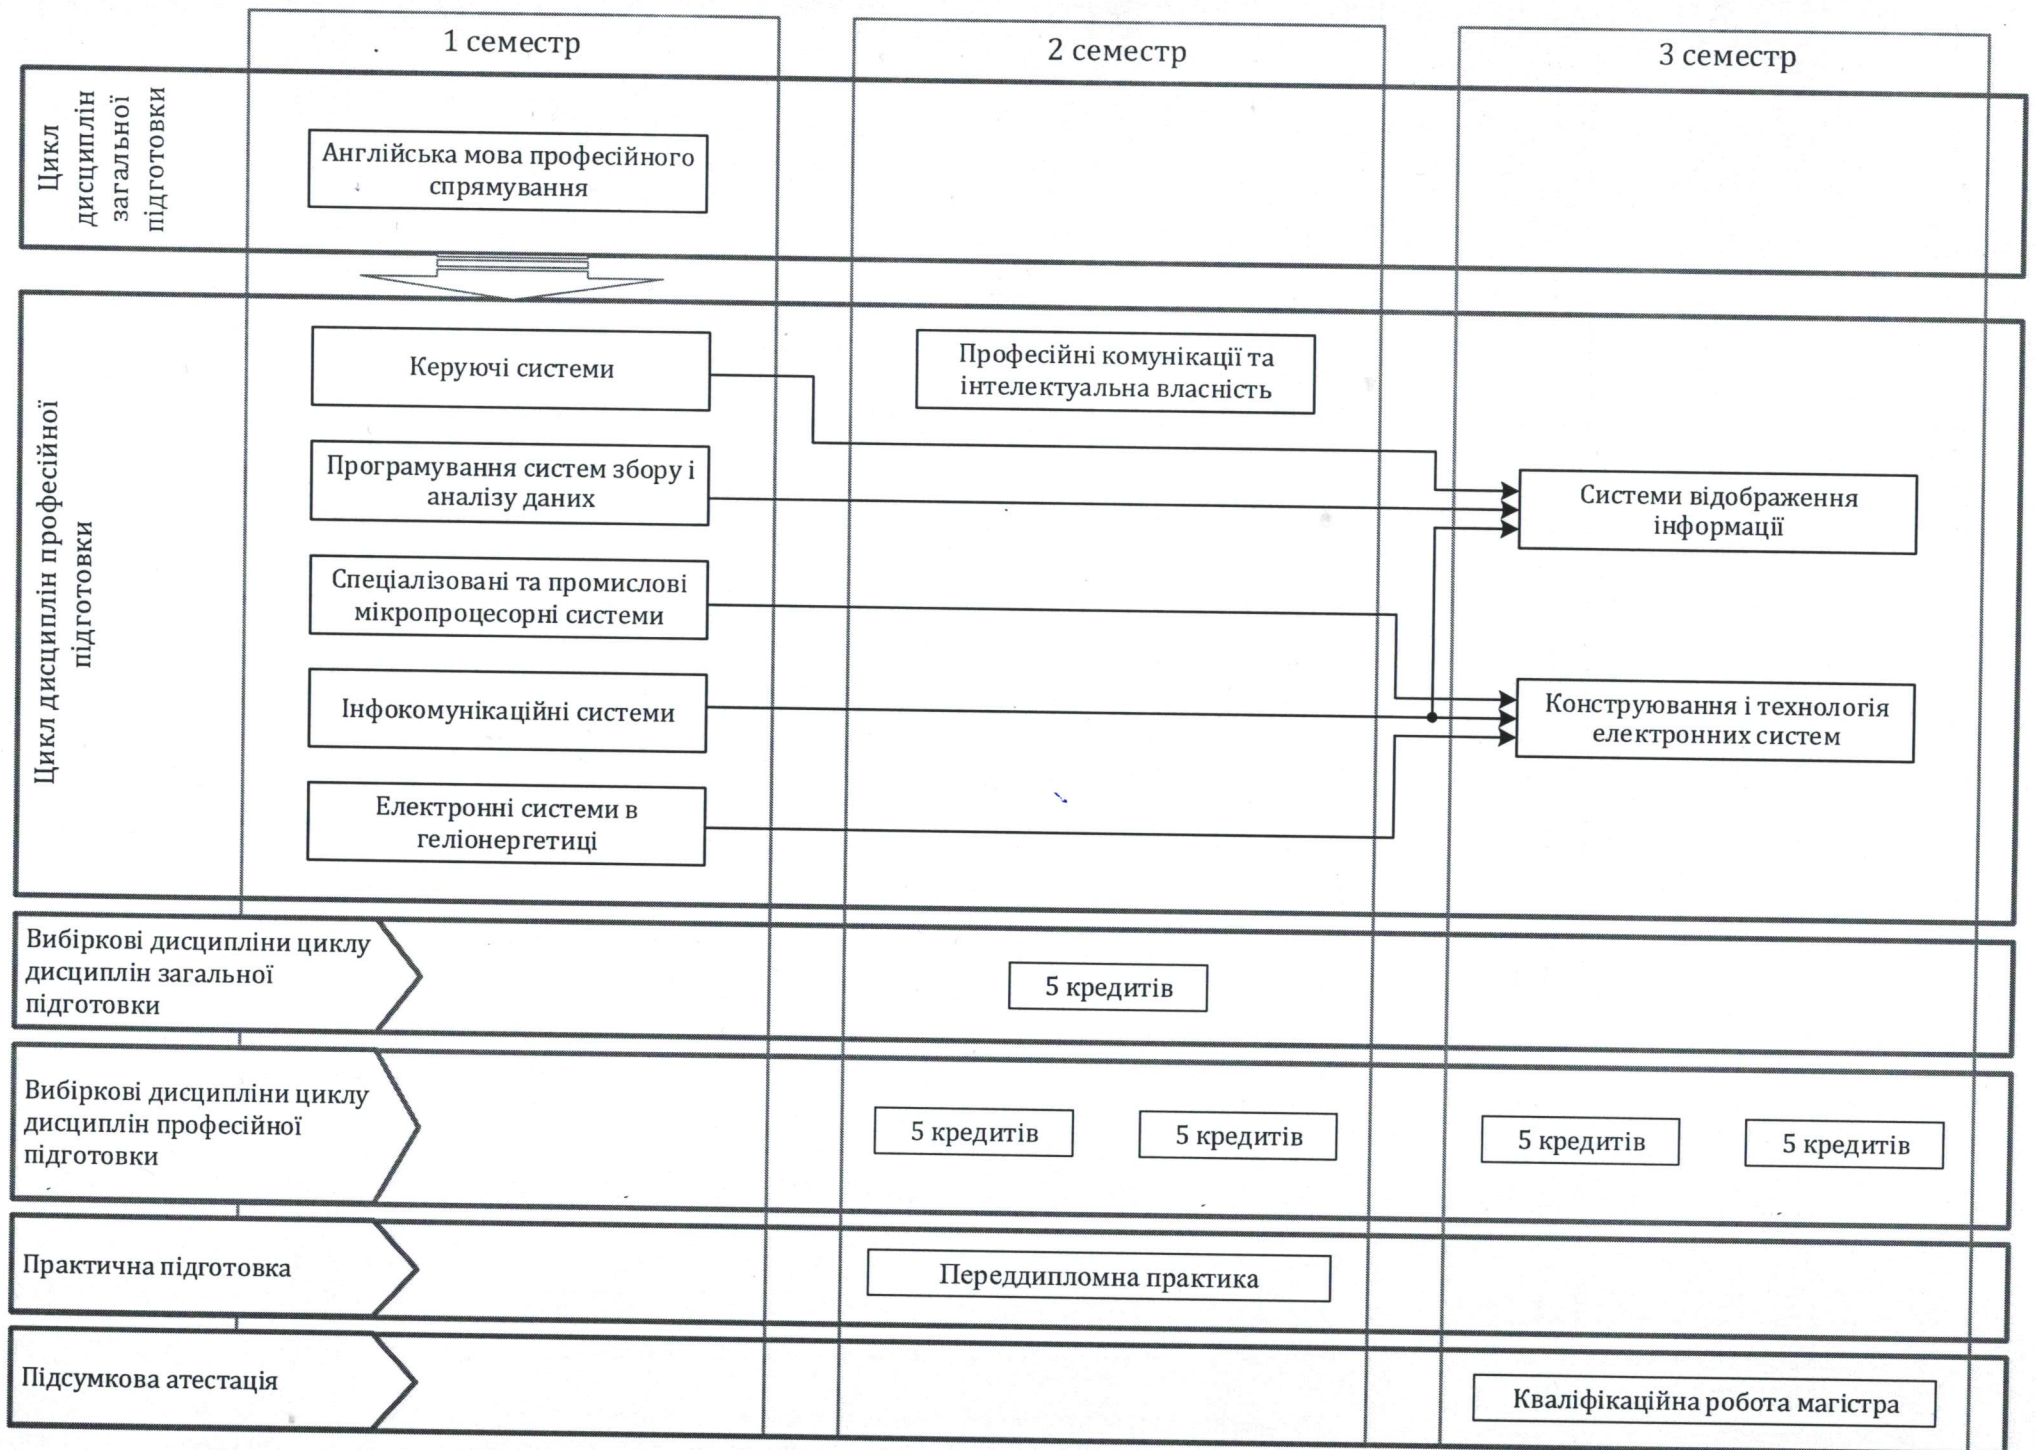 1 семестр
2 семестр
3 семестр
Цикл
дисциплін
загальної
підготовки
Англійська мова професійного
спрямування
Цикл дисциплін професійної
підготовки
Керуючі системи
Професійні комунікації та
інтелектуальна власність
Програмування систем збору і
аналізу даних
Системи відображення
інформації
Спеціалізовані та промислові
мікропроцесорні системи
Інфокомунікаційні системи
Конструювання і технологія
електронних систем
Електронні системи в
геліонергетиці
Вибіркові дисципліни циклу
дисциплін загальної
підготовки
5 кредитів
Вибіркові дисципліни циклу
дисциплін професійної
підготовки
5 кредитів
5 кредитів
5 кредитів
5 кредитів
Практична підготовка
Переддипломна практика
Підсумкова атестація
Кваліфікаційна робота магістра